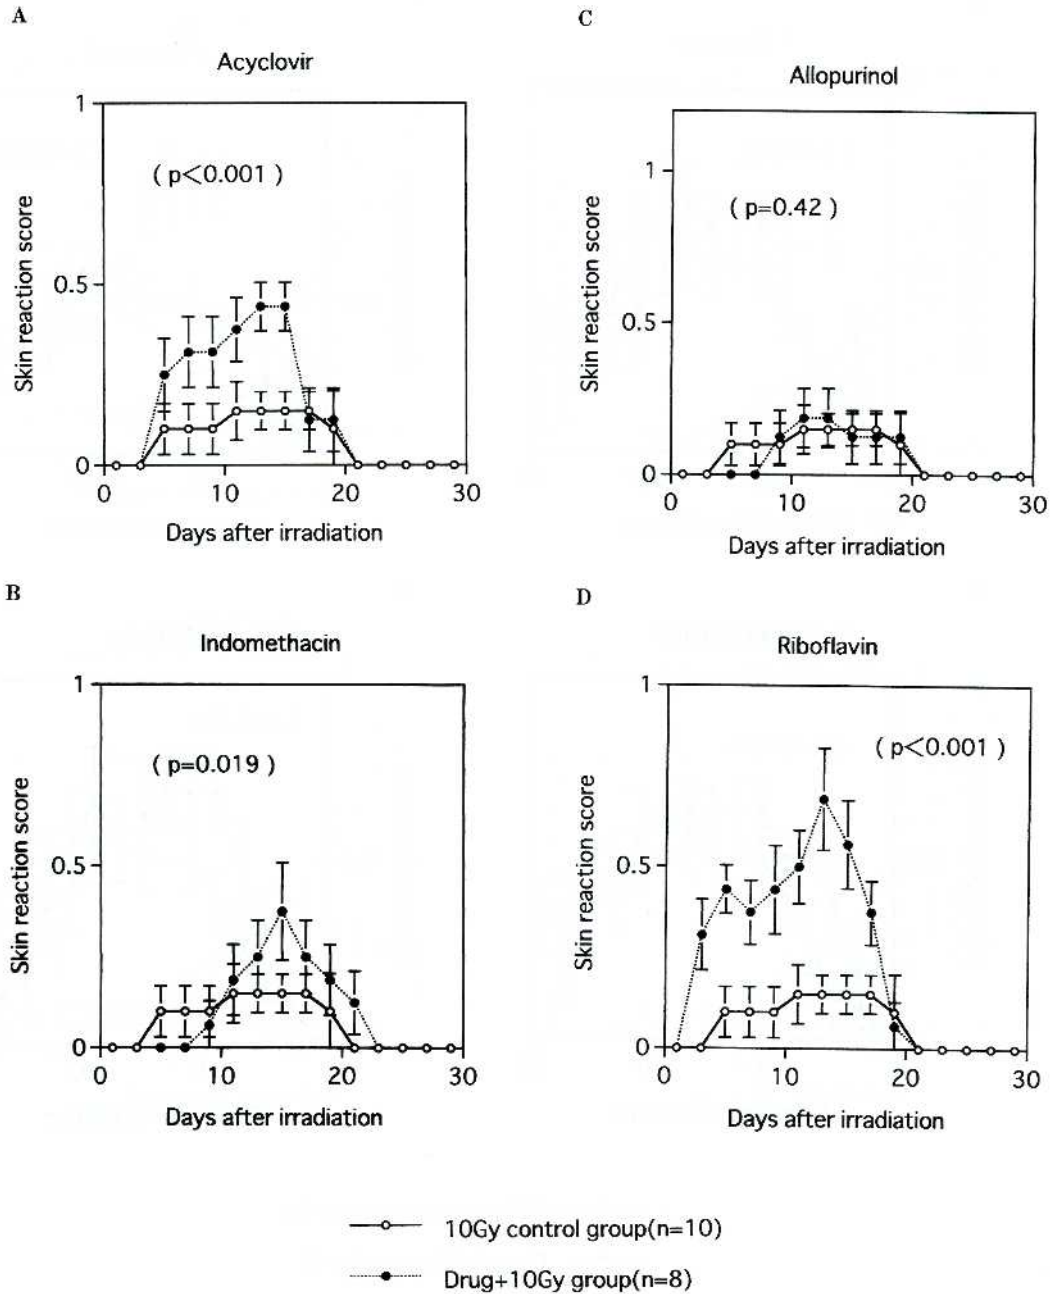 A
Acyclovir
1
( p<0.001 )
0.5
0
0
10
20
30
Skin reaction score
Days after irradiation
C
Allopurinol
1
( p=0.42 )
0.5
0
0
10
20
30
Skin reaction score
Days after irradiation
B
Indomethacin
1
( p=0.019 )
0.5
0
0
10
20
30
Skin reaction score
Days after irradiation
D
Riboflavin
1
( p<0.001 )
0.5
0
0
10
20
30
Skin reaction score
Days after irradiation
10Gy control group(n=10)
Drug+10Gy group(n=8)